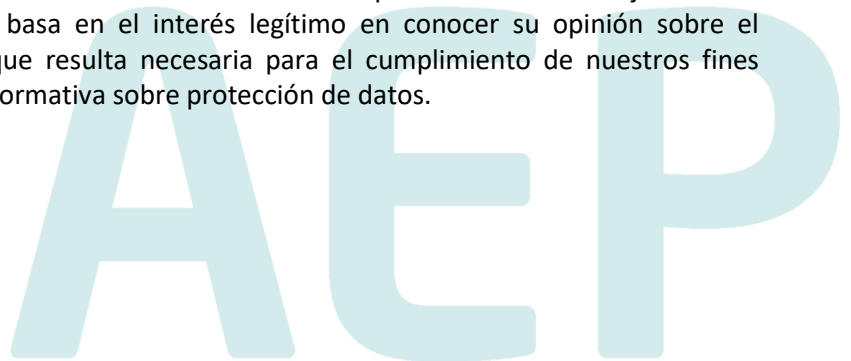 basa en el interés legítimo en conocer su opinión sobre el
que resulta necesaria para el cumplimiento de nuestros fines
ormativa sobre protección de datos.
AEP